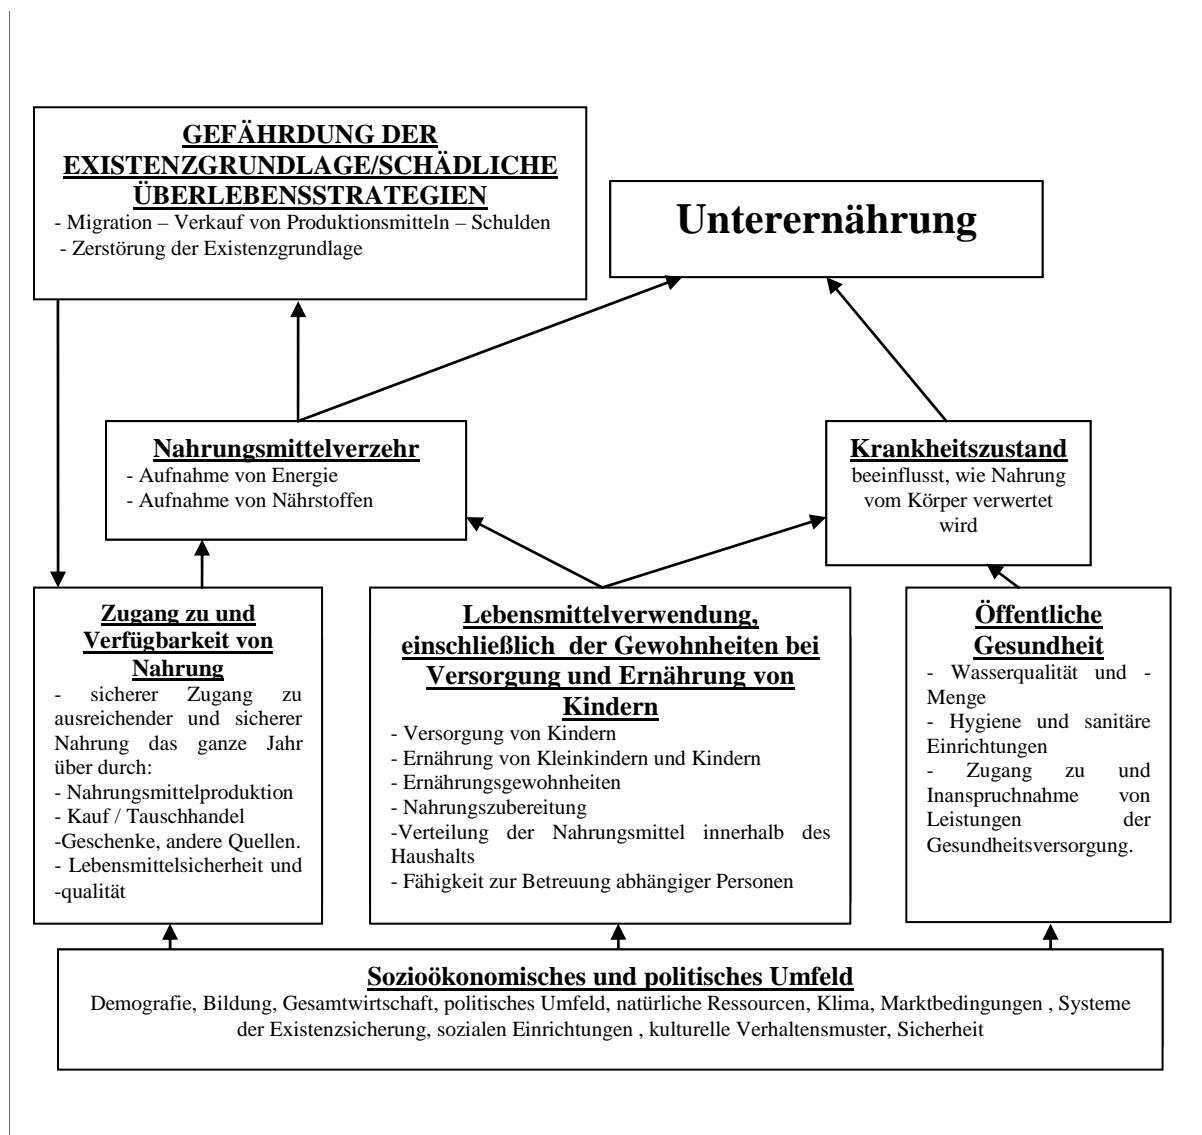 GEFÄHRDUNG DER
EXISTENZGRUNDLAGE/SCHÄDLICHE
ÜBERLEBENSSTRATEGIEN
- Migration – Verkauf von Produktionsmitteln – Schulden
- Zerstörung der Existenzgrundlage
Unterernährung
Nahrungsmittelverzehr
- Aufnahme von Energie
- Aufnahme von Nährstoffen
Krankheitszustand
beeinflusst, wie Nahrung
vom Körper verwertet
wird
Zugang zu und
Verfügbarkeit von
Nahrung
- sicherer Zugang zu
ausreichender und sicherer
Nahrung das ganze Jahr
über durch:
- Nahrungsmittelproduktion
- Kauf / Tauschhandel
-Geschenke, andere Quellen.
- Lebensmittelsicherheit und
-qualität
Lebensmittelverwendung,
einschließlich der Gewohnheiten bei
Versorgung und Ernährung von
Kindern
- Versorgung von Kindern
- Ernährung von Kleinkindern und Kindern
- Ernährungsgewohnheiten
- Nahrungszubereitung
-Verteilung der Nahrungsmittel innerhalb des
Haushalts
- Fähigkeit zur Betreuung abhängiger Personen
Öffentliche
Gesundheit
- Wasserqualität und -
Menge
- Hygiene und sanitäre
Einrichtungen
- Zugang zu und
Inanspruchnahme von
Leistungen der
Gesundheitsversorgung.
Sozioökonomisches und politisches Umfeld
Demografie, Bildung, Gesamtwirtschaft, politisches Umfeld, natürliche Ressourcen, Klima, Marktbedingungen , Systeme
der Existenzsicherung, sozialen Einrichtungen , kulturelle Verhaltensmuster, Sicherheit